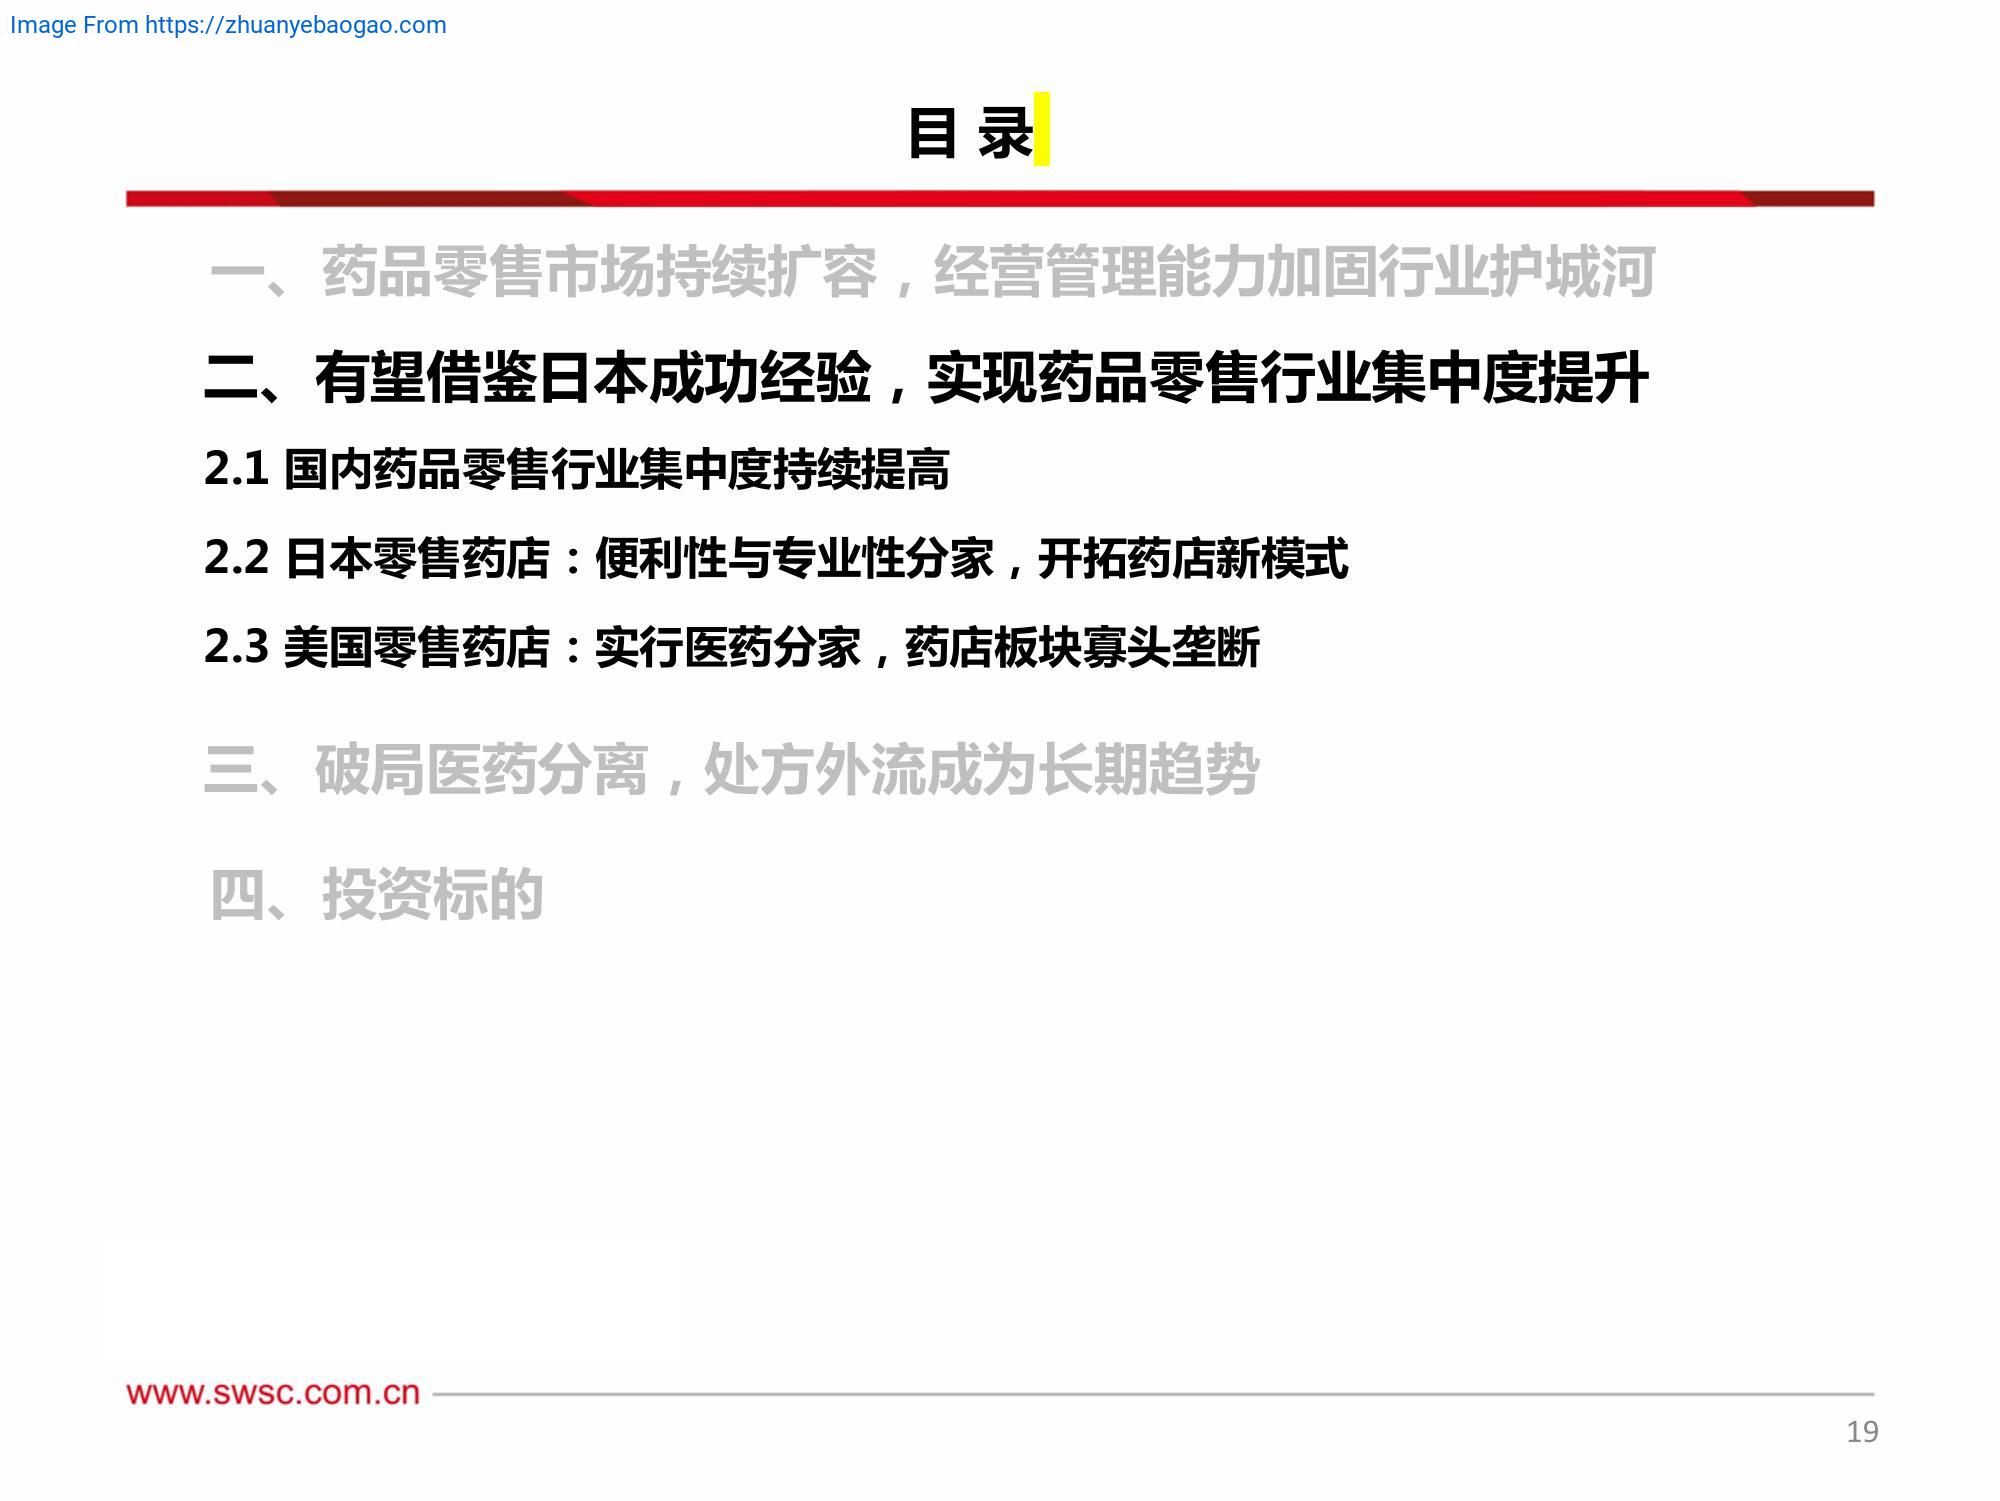 Image From https://zhuanyebaogao.com
目 录
一、药品零售市场持续扩容，经营管理能力加固行业护城河
二、有望借鉴日本成功经验，实现药品零售行业集中度提升
2.1 国内药品零售行业集中度持续提高
2.2 日本零售药店：便利性与专业性分家，开拓药店新模式
2.3 美国零售药店：实行医药分家，药店板块寡头垄断
三、破局医药分离，处方外流成为长期趋势
四、投资标的
www.swsc.com.cn
19